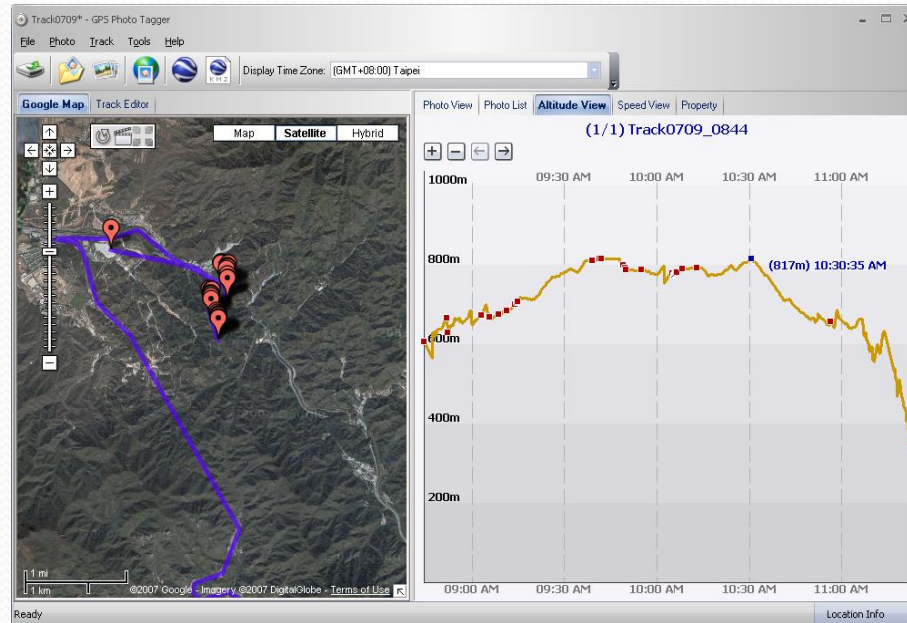 Track0709* - GPS Photo Tagger
File Photo Track Tools Help
KMZ
Display Time Zone: (GMT+08:00) Taipei
Google Map Track Editor
Map Satellite Hybrid
1 mi
1 km
©2007 Google - Imagery ©2007 DigitalGlobe - Terms of Use
Photo View Photo List Altitude View Speed View Property
(1/1) Track0709_0844
1000m 09:30 AM 10:00 AM 10:30 AM 11:00 AM
800m
(817m) 10:30:35 AM
600m
400m
200m
09:00 AM 09:30 AM 10:00 AM 10:30 AM 11:00 AM
Ready
Location Info